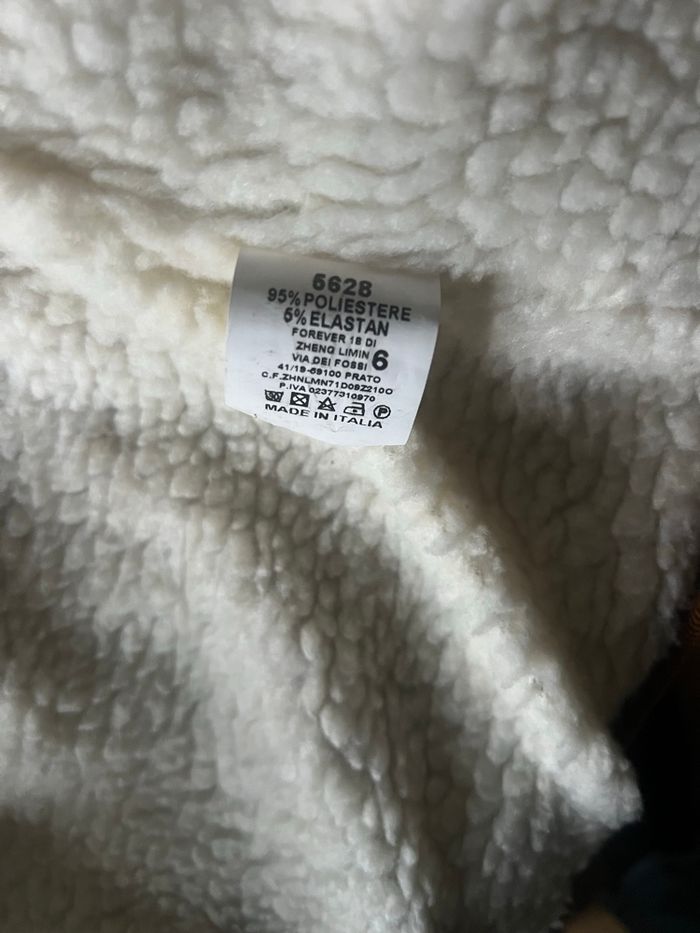 5628
95% POLIESTERE
5% ELASTAN
FOREVER 18 DI
ZHENG LIMIN
VIA DEI FOSSI 6
41/19-59100 PRATO
C.F.ZHNLMN71D09Z210O
P.IVA 02377310970
P
MADE IN ITALIA